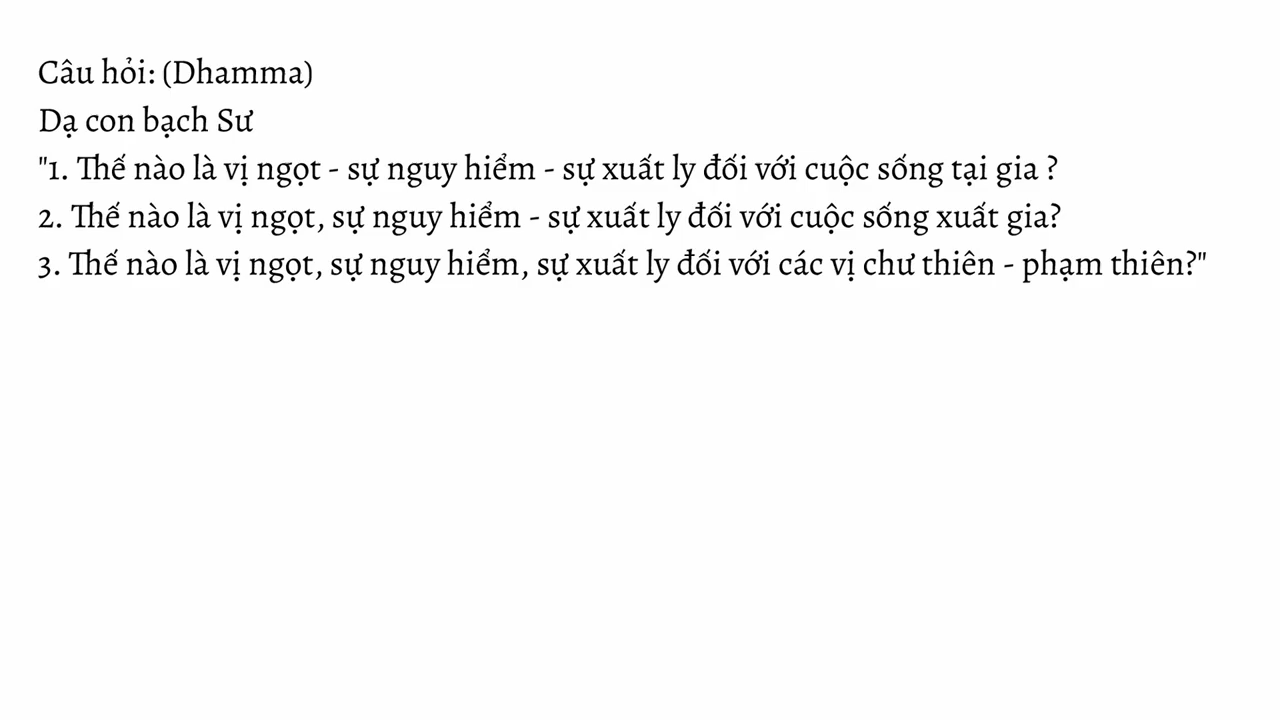 Câu hỏi: (Dhamma)
Dạ con bạch Sư
"1. Thế nào là vị ngọt - sự nguy hiểm - sự xuất ly đối với cuộc sống tại gia ?
2. Thế nào là vị ngọt, sự nguy hiểm - sự xuất ly đối với cuộc sống xuất gia?
3. Thế nào là vị ngọt, sự nguy hiểm, sự xuất ly đối với các vị chư thiên - phạm thiên?"